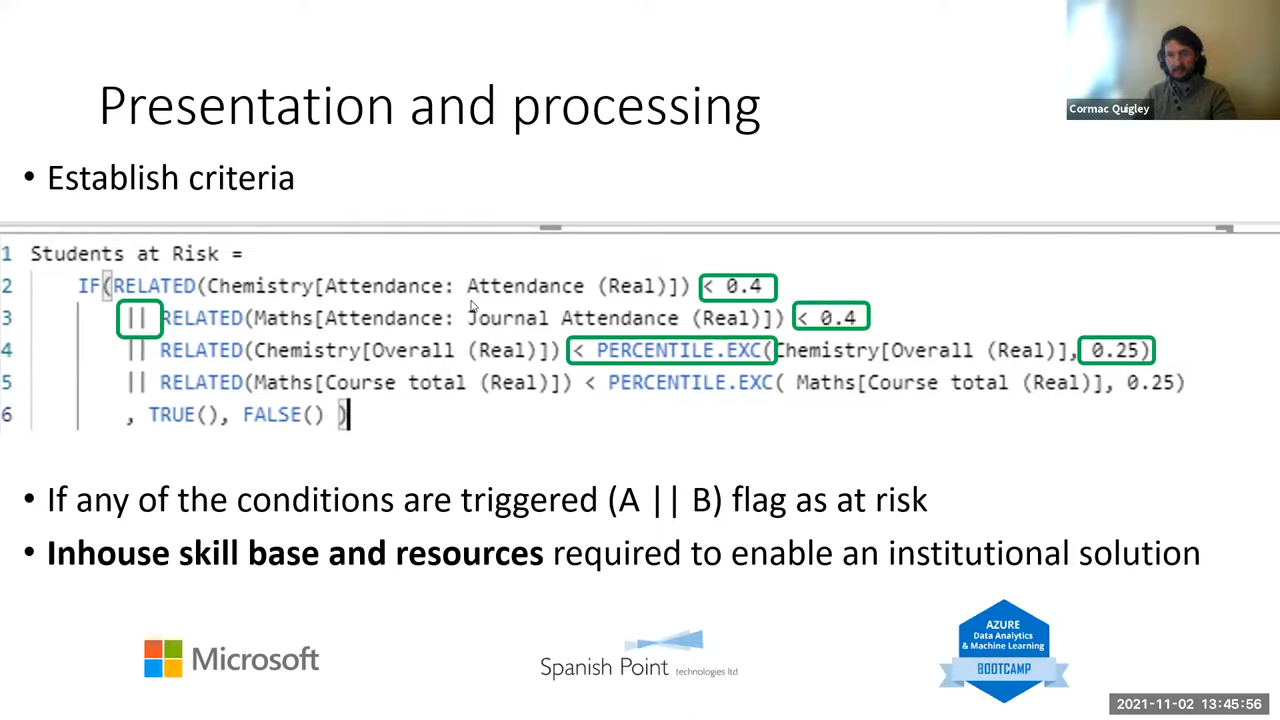 Presentation and processing
Cormac Quigley
• Establish criteria
1 Students at Risk =
2 IF(RELATED(Chemistry[Attendance: Attendance (Real)]) < 0.4
3 || RELATED(Maths[Attendance: Journal Attendance (Real)]) < 0.4
4 || RELATED(Chemistry[Overall (Real)]) < PERCENTILE.EXC(Chemistry[Overall (Real)], 0.25)
5 || RELATED(Maths[Course total (Real)]) < PERCENTILE.EXC( Maths[Course total (Real)], 0.25)
6 , TRUE(), FALSE() )
• If any of the conditions are triggered (A || B) flag as at risk
• Inhouse skill base and resources required to enable an institutional solution
Microsoft
Spanish Point technologies ltd
AZURE
Data Analytics
& Machine Learning
BOOTCAMP
2021-11-02 13:45:56